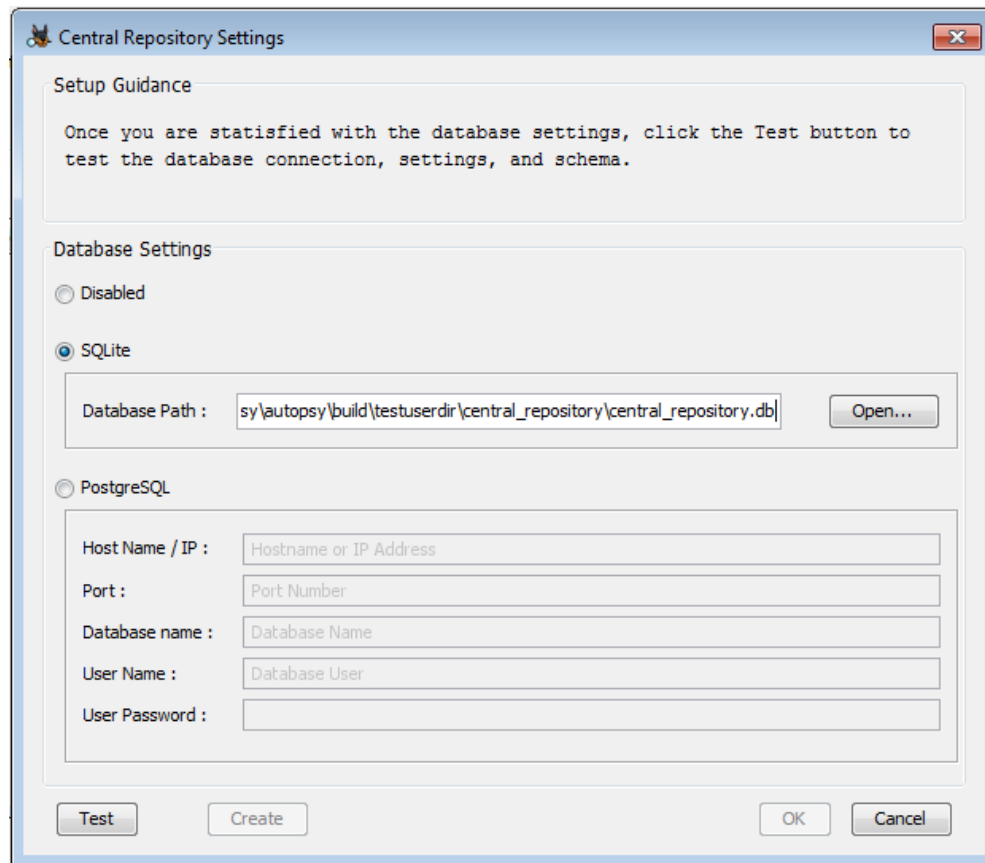 Central Repository Settings
Setup Guidance
Once you are statisfied with the database settings, click the Test button to
test the database connection, settings, and schema.
Database Settings
Disabled
SQLite
Database Path : sy\autopsy\build\testuserdir\central_repository\central_repository.db Open...
PostgreSQL
Host Name / IP : Hostname or IP Address
Port : Port Number
Database name : Database Name
User Name : Database User
User Password :
Test Create OK Cancel